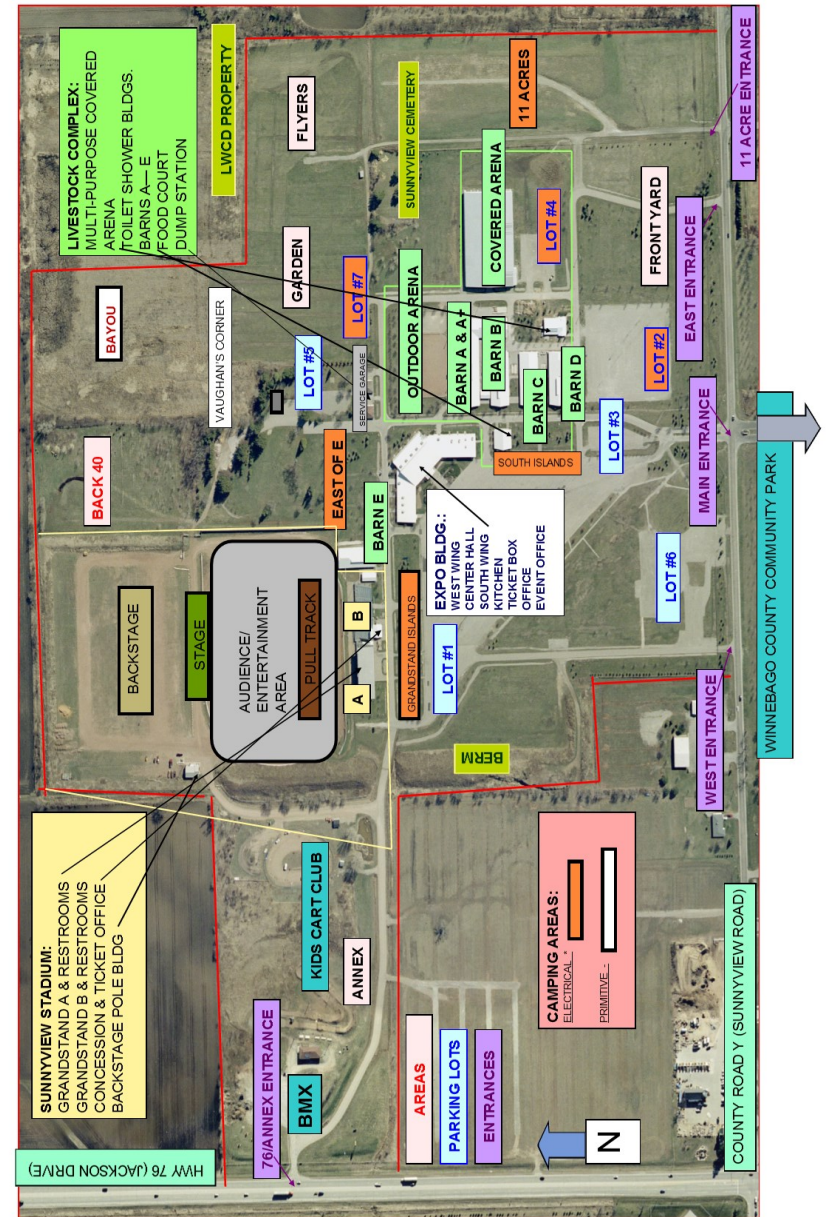 SUNNYVIEW STADIUM:
GRANDSTAND A & RESTROOMS
GRANDSTAND B & RESTROOMS
CONCESSION & TICKET OFFICE
BACKSTAGE POLE BLDG
LIVESTOCK COMPLEX:
MULTI-PURPOSE COVERED
ARENA
TOILET SHOWER BLDGS.
BARNS A— E
FOOD COURT
DUMP STATION
HWY 76 (JACKSON DRIVE)
76/ANNEX ENTRANCE
BMX
KIDS CART CLUB
ANNEX
BACKSTAGE
STAGE
AUDIENCE/
ENTERTAINMENT
AREA
PULL TRACK
A
B
BARN E
EAST OF E
BACK 40
BAYOU
VAUGHAN'S CORNER
LWCD PROPERTY
FLYERS
GARDEN
LOT #5
LOT #7
SERVICE GARAGE
SUNNYVIEW CEMETERY
11 ACRES
OUTDOOR ARENA
COVERED ARENA
BARN A & A+
BARN B
BARN C
BARN D
LOT #4
SOUTH ISLANDS
GRANDSTAND ISLANDS
LOT #1
BERM
EXPO BLDG.:
WEST WING
CENTER HALL
SOUTH WING
KITCHEN
TICKET BOX
OFFICE
EVENT OFFICE
LOT #3
LOT #2
FRONT YARD
LOT #6
WEST ENTRANCE
MAIN ENTRANCE
EAST ENTRANCE
11 ACRE ENTRANCE
AREAS
PARKING LOTS
ENTRANCES
N
CAMPING AREAS:
ELECTRICAL -
PRIMITIVE -
COUNTY ROAD Y (SUNNYVIEW ROAD)
WINNEBAGO COUNTY COMMUNITY PARK